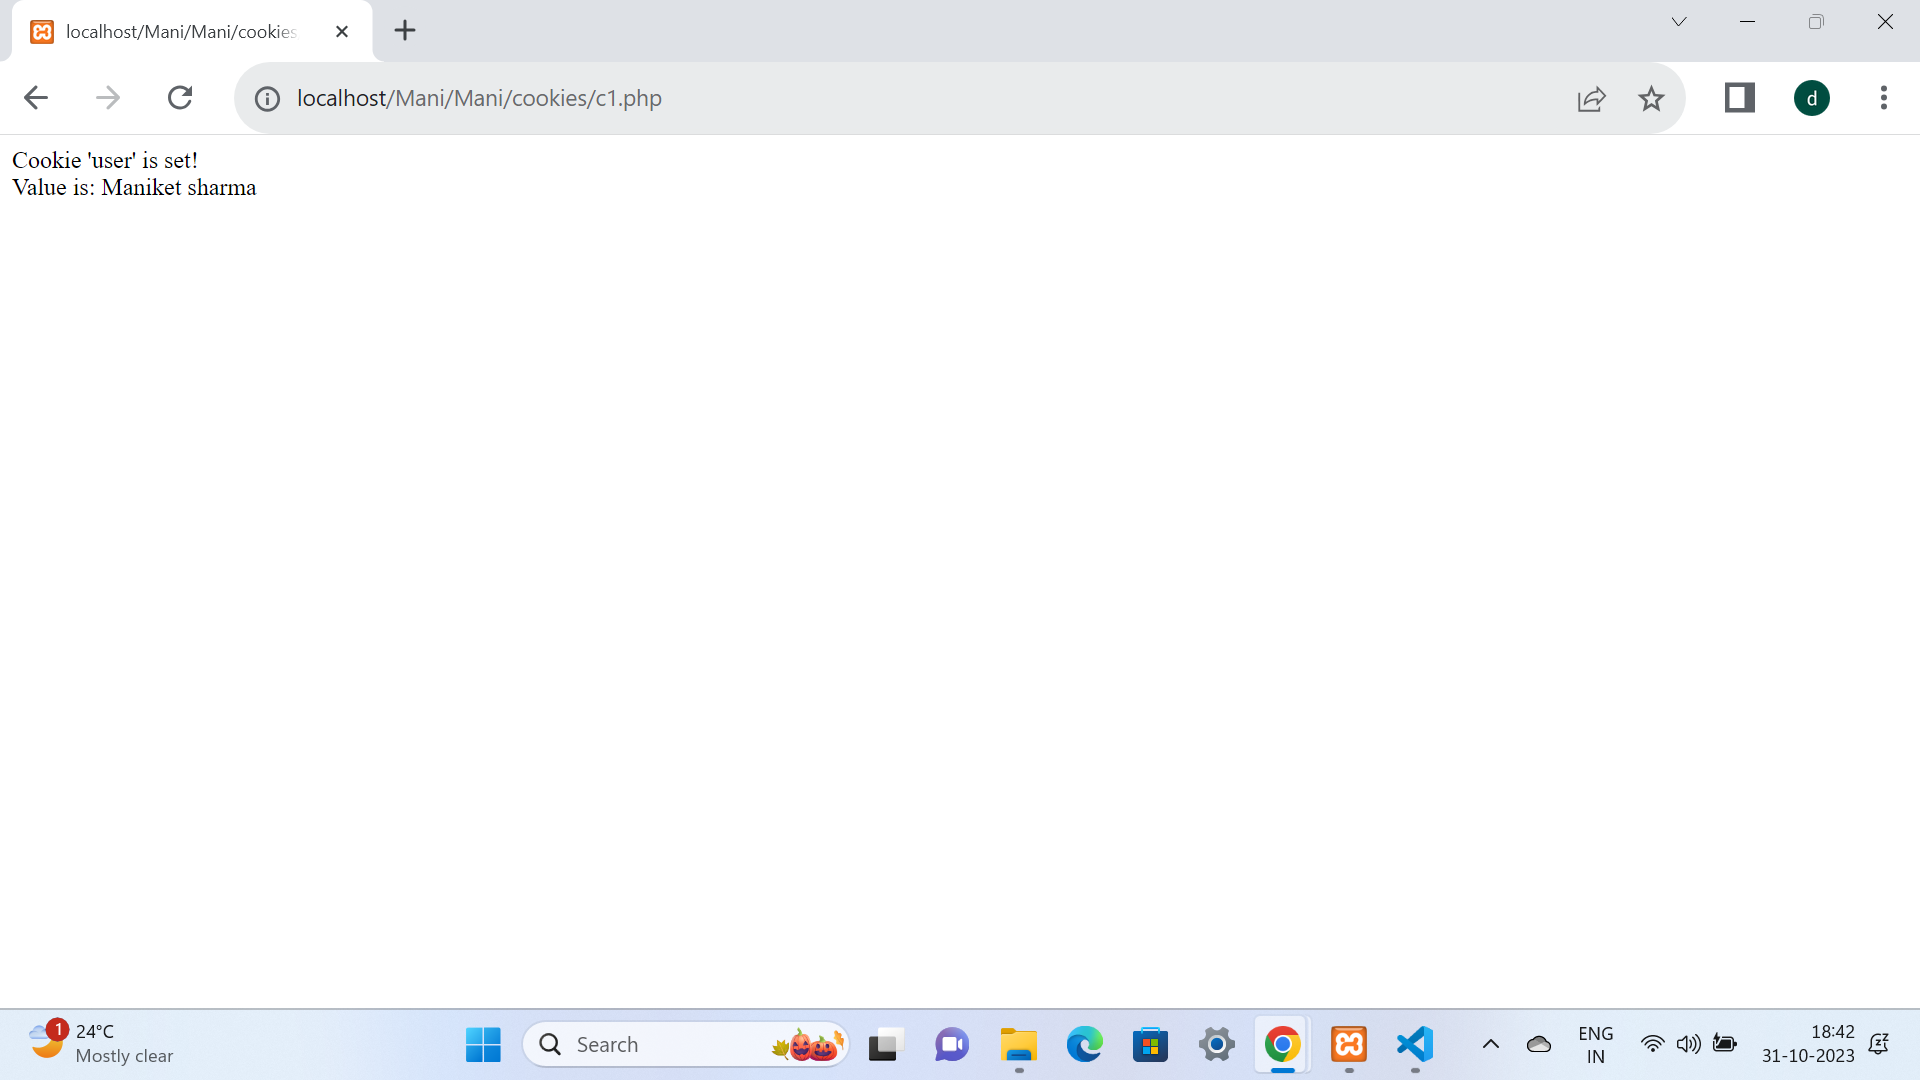 localhost/Mani/Mani/cookies
localhost/Mani/Mani/cookies/c1.php
d
Cookie 'user' is set!
Value is: Maniket sharma
1
24°C
Mostly clear
Search
ENG
IN
18:42
31-10-2023